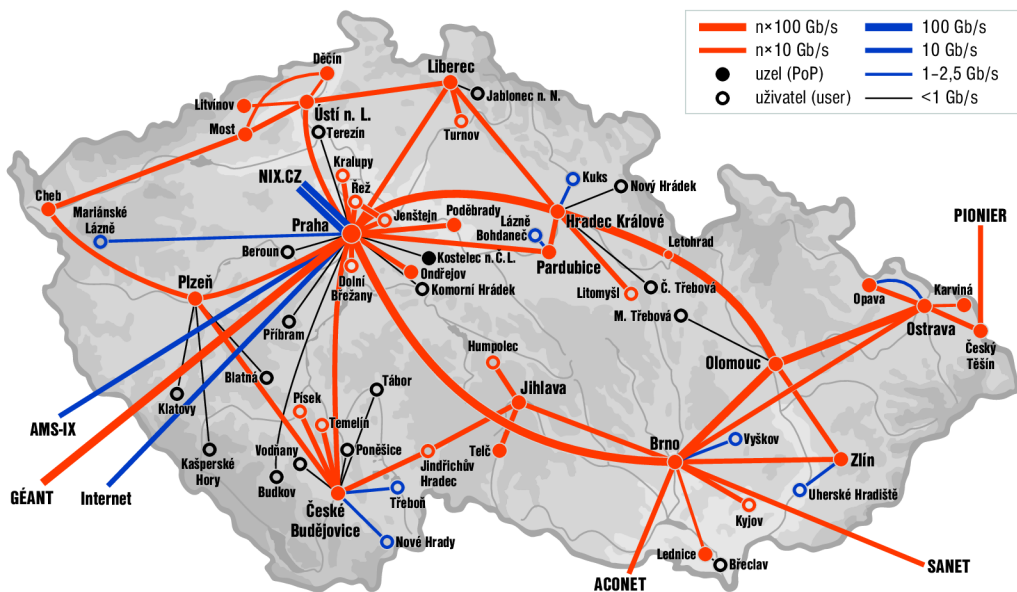 n×100 Gb/s
100 Gb/s
n×10 Gb/s
10 Gb/s
uzel (PoP)
1–2,5 Gb/s
uživatel (user)
<1 Gb/s
Děčín
Liberec
Litvínov
Jablonec n. N.
Ústí n. L.
Most
Terezín
Turnov
Kralupy
NIX.CZ
Řež
Kuks
Nový Hrádek
Cheb
Mariánské
Lázně
Praha
Jenštejn
Poděbrady
Lázně
Bohdaneč
Hradec Králové
PIONIER
Beroun
Kostelec n.Č.L.
Letohrad
Pardubice
Ondřejov
Plzeň
Dolní
Břežany
Komorní Hrádek
Litomyšl
Č. Třebová
Opava
Karviná
M. Třebová
Ostrava
Příbram
Český
Těšín
Humpolec
Olomouc
Blatná
Tábor
Jihlava
Klatovy
Písek
Temelín
AMS-IX
Vodňany
Poněšice
Telč
Brno
Vyškov
Kašperské
Hory
Jindřichův
Hradec
Zlín
Budkov
GÉANT
Internet
České
Budějovice
Třeboň
Uherské Hradiště
Kyjov
Nové Hrady
Lednice
Břeclav
ACONET
SANET